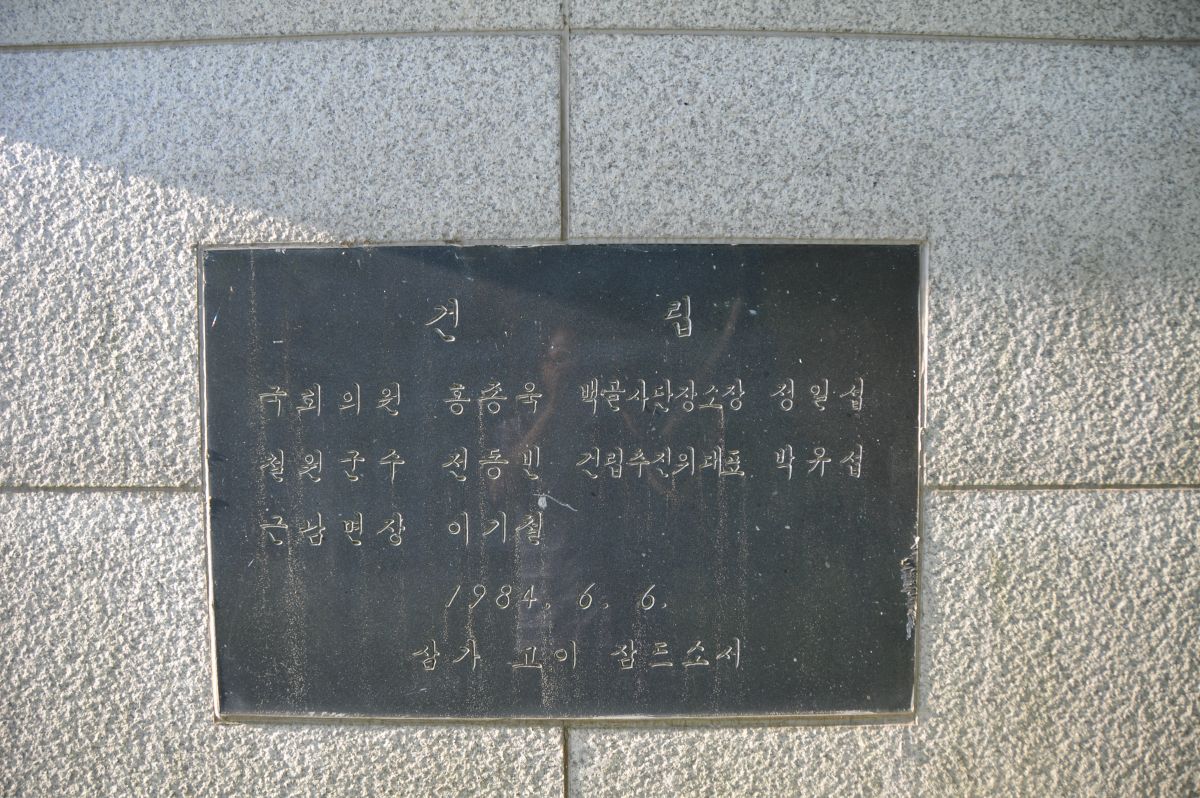 건 립
국회의원 홍종욱 백골사단장소장 정일섭
철원군수 전동빈 건립추진위대표 박유섭
근남면장 이기철
1984. 6. 6.
삼가 고이 잠드소서